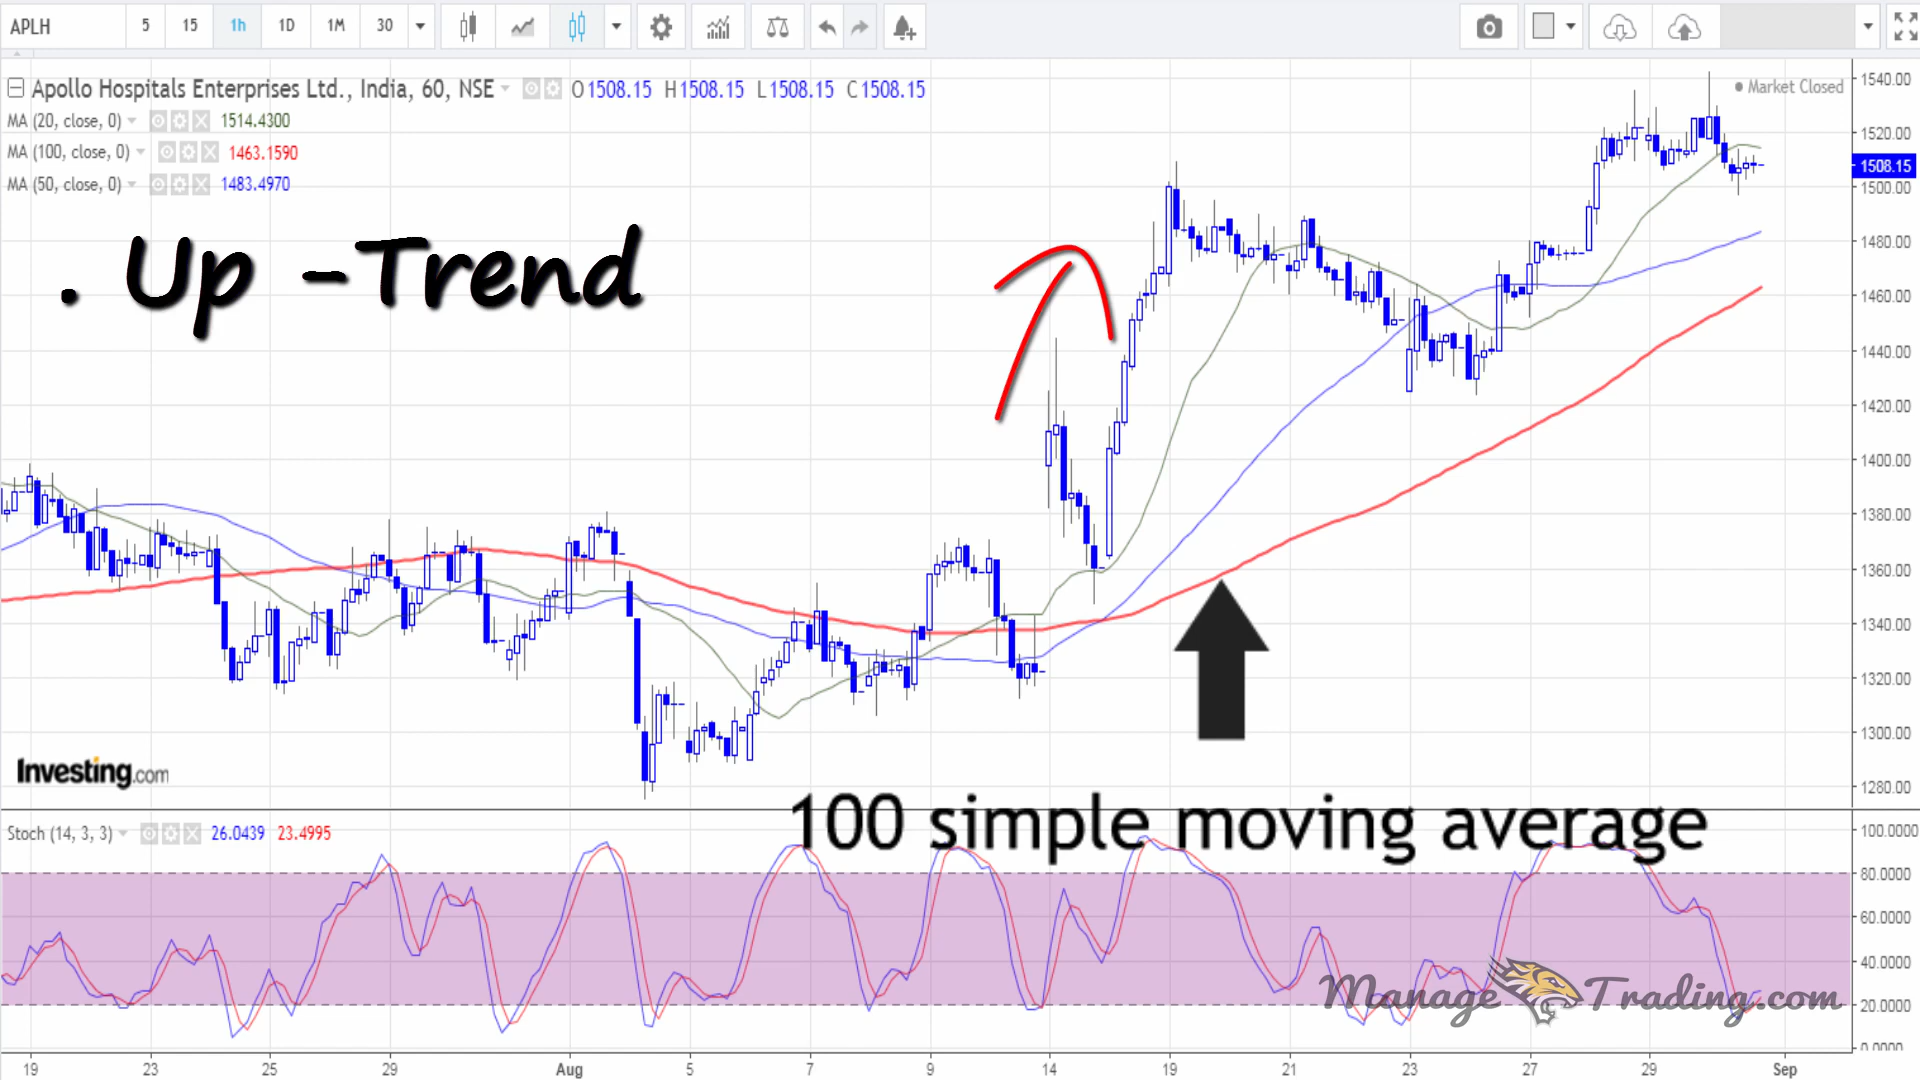 APLH 5 15 1h 1D 1M 30
Apollo Hospitals Enterprises Ltd., India, 60, NSE O1508.15 H1508.15 L1508.15 C1508.15
Market Closed
MA (20, close, 0) 1514.4300
MA (100, close, 0) 1463.1590
MA (50, close, 0) 1483.4970
. Up -Trend
1540.00
1520.00
1508.15
1500.00
1480.00
1460.00
1440.00
1420.00
1400.00
1380.00
1360.00
1340.00
1320.00
1300.00
1280.00
Investing.com
100 simple moving average
Stoch (14, 3, 3) 26.0439 23.4995
100.0000
80.0000
60.0000
40.0000
20.0000
0.0000
ManageTrading.com
19 23 25 29 Aug 5 7 9 14 19 21 23 27 29 Sep